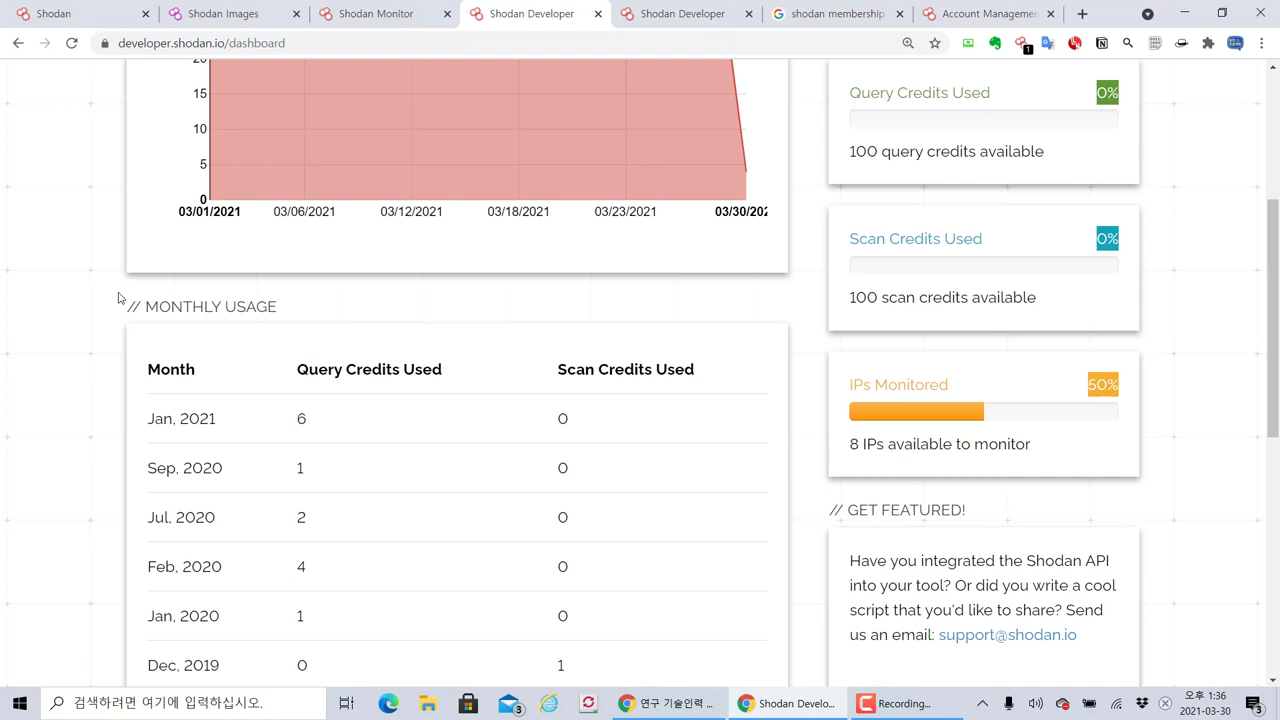 Shodan
Shodan Images
Shodan Monitor
Shodan Developer
Shodan Developer
shodan membership
Account Managemen
developer.shodan.io/dashboard
1
20
15
10
5
0
03/01/2021 03/06/2021 03/12/2021 03/18/2021 03/23/2021 03/30/202
Query Credits Used 0%
100 query credits available
Scan Credits Used 0%
100 scan credits available
IPs Monitored 50%
8 IPs available to monitor
// MONTHLY USAGE
Month Query Credits Used Scan Credits Used
Jan, 2021 6 0
Sep, 2020 1 0
Jul, 2020 2 0
Feb, 2020 4 0
Jan, 2020 1 0
Dec, 2019 0 1
// GET FEATURED!
Have you integrated the Shodan API
into your tool? Or did you write a cool
script that you'd like to share? Send
us an email: support@shodan.io
검색하려면 여기에 입력하십시오.
3
연구 기술인력 ...
Shodan Develo...
Recording...
오후 1:36
2021-03-30
3